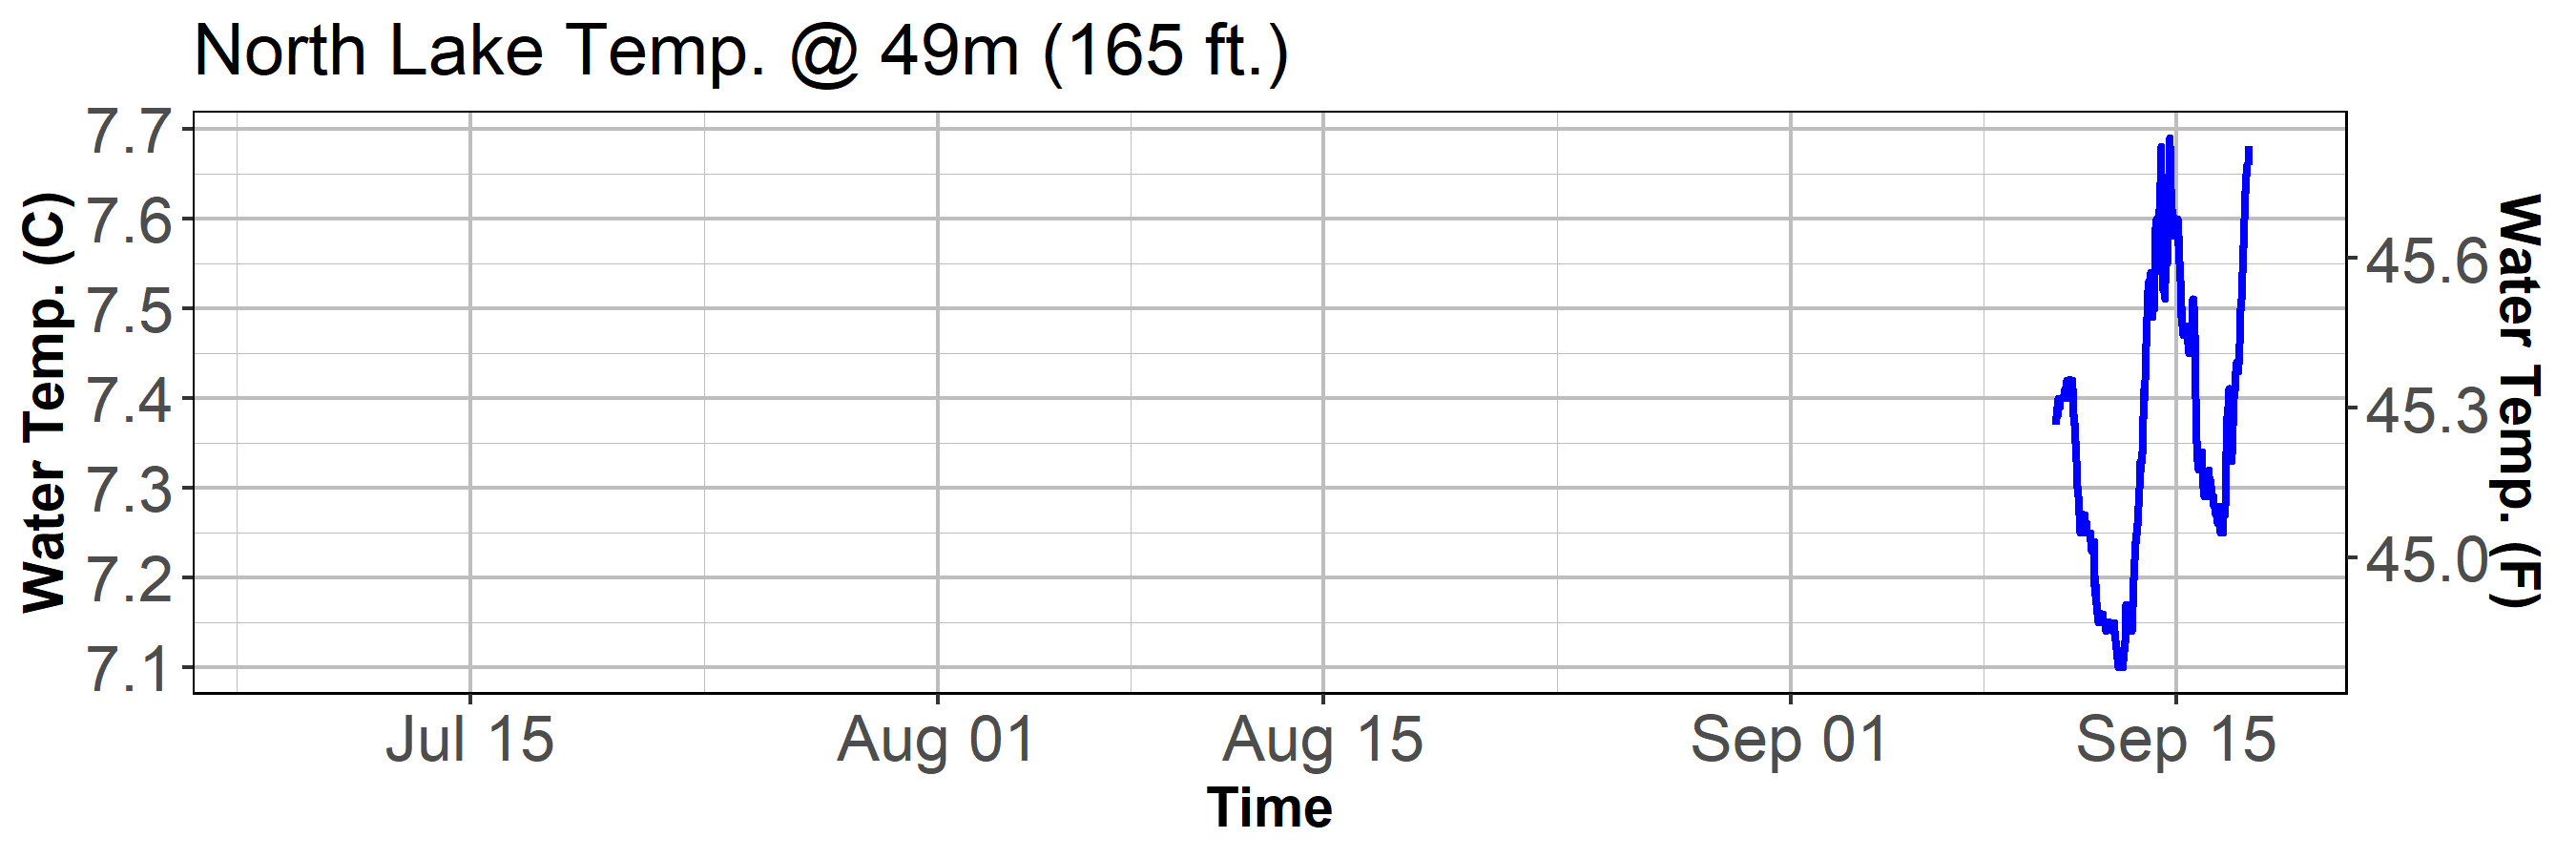 North Lake Temp. @ 49m (165 ft.)
Water Temp. (C)
7.7
7.6
7.5
7.4
7.3
7.2
7.1
45.6
45.3
45.0
Water Temp. (F)
Jul 15 Aug 01 Aug 15 Sep 01 Sep 15
Time